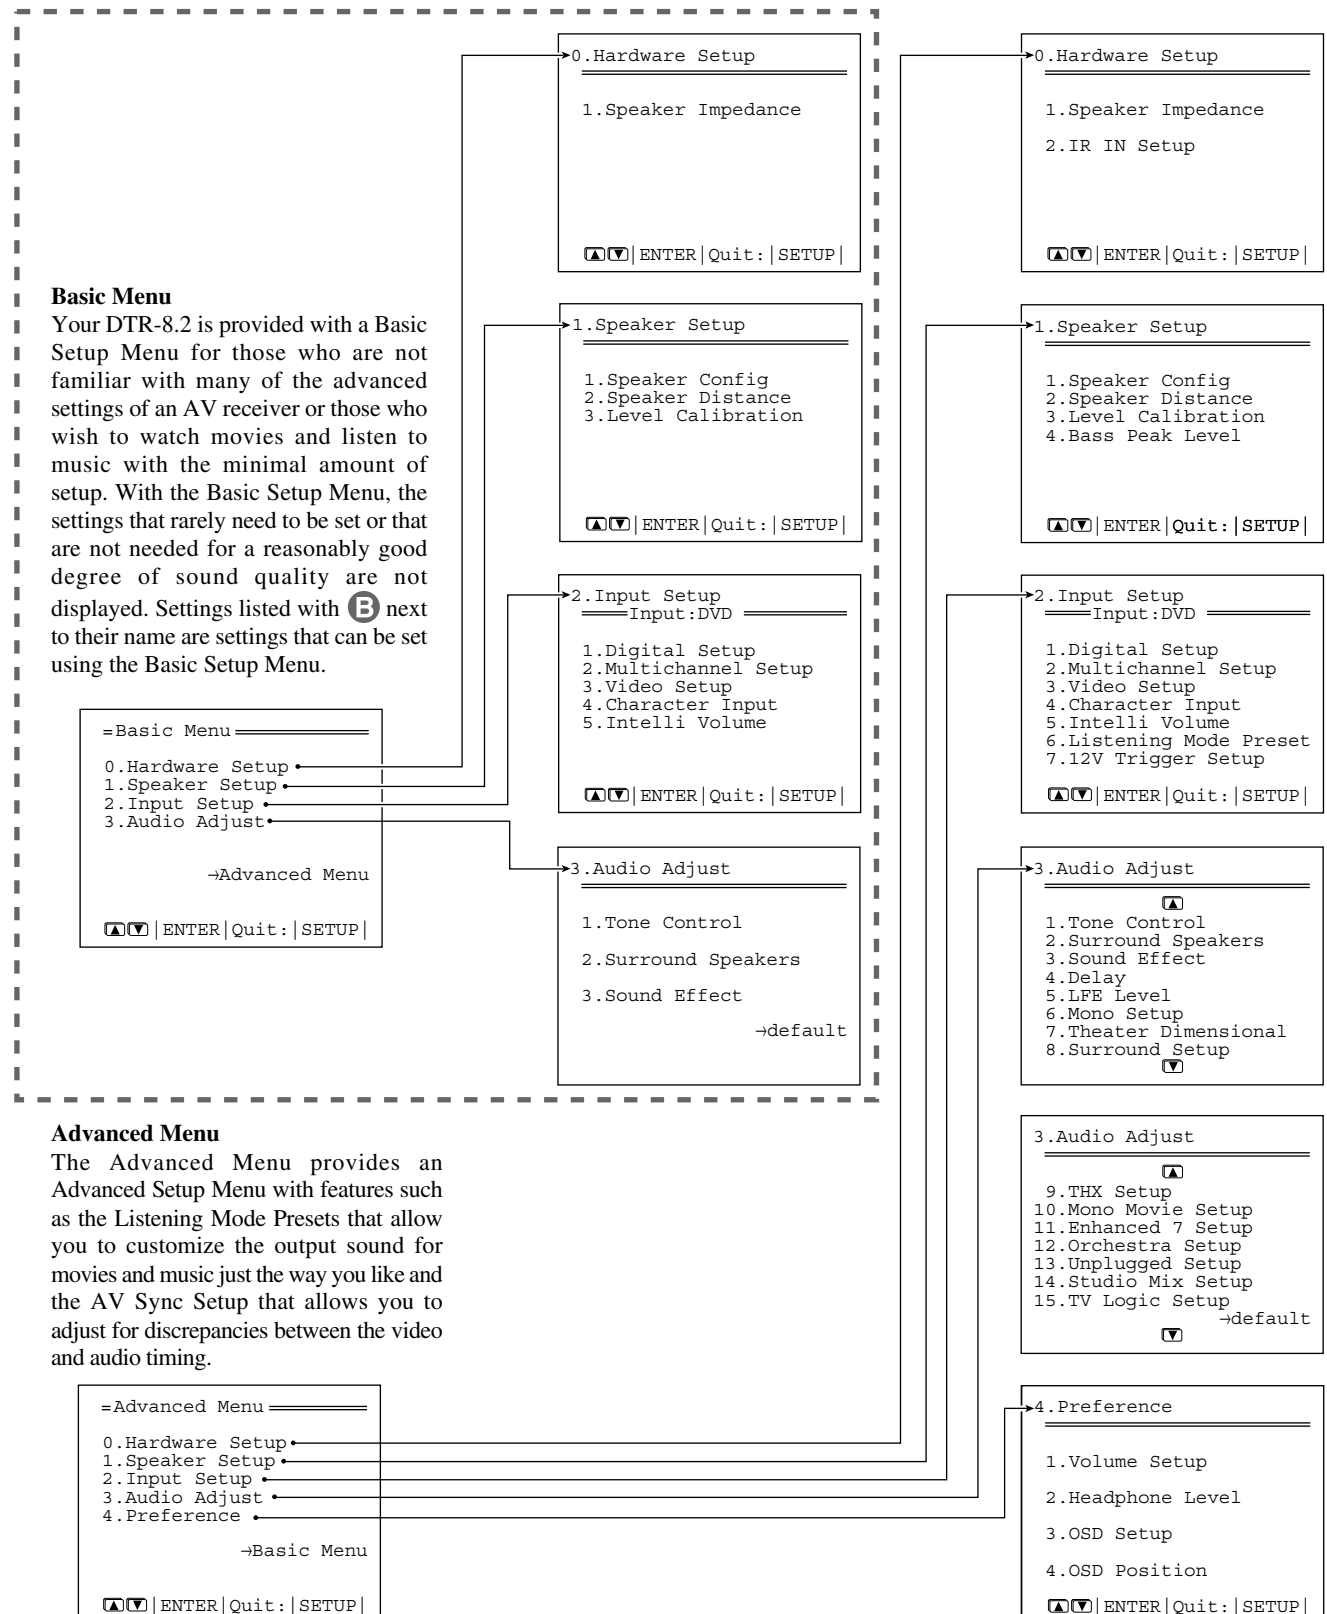 0.Hardware Setup
1.Speaker Impedance
ENTER|Quit:|SETUP|
0.Hardware Setup
1.Speaker Impedance
2.IR IN Setup
ENTER|Quit:|SETUP|
Basic Menu
Your DTR-8.2 is provided with a Basic
Setup Menu for those who are not
familiar with many of the advanced
settings of an AV receiver or those who
wish to watch movies and listen to
music with the minimal amount of
setup. With the Basic Setup Menu, the
settings that rarely need to be set or that
are not needed for a reasonably good
degree of sound quality are not
displayed. Settings listed with B next
to their name are settings that can be set
using the Basic Setup Menu.
1.Speaker Setup
1.Speaker Config
2.Speaker Distance
3.Level Calibration
ENTER|Quit:|SETUP|
1.Speaker Setup
1.Speaker Config
2.Speaker Distance
3.Level Calibration
4.Bass Peak Level
ENTER|Quit:|SETUP|
2.Input Setup
Input:DVD
1.Digital Setup
2.Multichannel Setup
3.Video Setup
4.Character Input
5.Intelli Volume
ENTER|Quit:|SETUP|
2.Input Setup
Input:DVD
1.Digital Setup
2.Multichannel Setup
3.Video Setup
4.Character Input
5.Intelli Volume
6.Listening Mode Preset
7.12V Trigger Setup
ENTER|Quit:|SETUP|
=Basic Menu
0.Hardware Setup
1.Speaker Setup
2.Input Setup
3.Audio Adjust
→Advanced Menu
ENTER|Quit:|SETUP|
3.Audio Adjust
1.Tone Control
2.Surround Speakers
3.Sound Effect
→default
3.Audio Adjust
1.Tone Control
2.Surround Speakers
3.Sound Effect
4.Delay
5.LFE Level
6.Mono Setup
7.Theater Dimensional
8.Surround Setup
Advanced Menu
The Advanced Menu provides an
Advanced Setup Menu with features such
as the Listening Mode Presets that allow
you to customize the output sound for
movies and music just the way you like and
the AV Sync Setup that allows you to
adjust for discrepancies between the video
and audio timing.
3.Audio Adjust
9.THX Setup
10.Mono Movie Setup
11.Enhanced 7 Setup
12.Orchestra Setup
13.Unplugged Setup
14.Studio Mix Setup
15.TV Logic Setup
→default
=Advanced Menu
0.Hardware Setup
1.Speaker Setup
2.Input Setup
3.Audio Adjust
4.Preference
→Basic Menu
ENTER|Quit:|SETUP|
4.Preference
1.Volume Setup
2.Headphone Level
3.OSD Setup
4.OSD Position
ENTER|Quit:|SETUP|